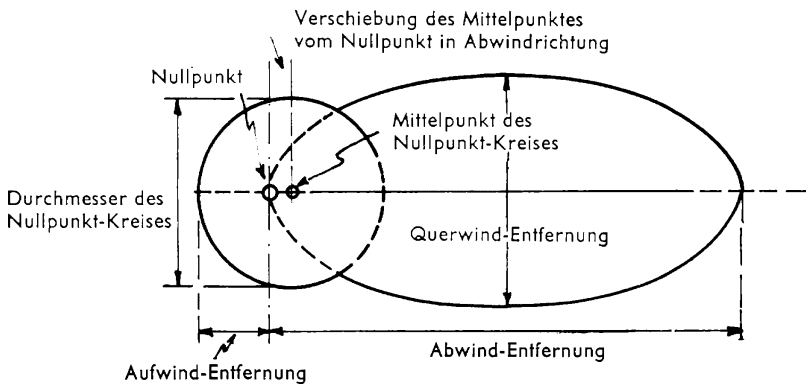 Verschiebung des Mittelpunktes
vom Nullpunkt in Abwindrichtung
Nullpunkt
Mittelpunkt des
Nullpunkt-Kreises
Durchmesser des
Nullpunkt-Kreises
Querwind-Entfernung
Abwind-Entfernung
Aufwind-Entfernung